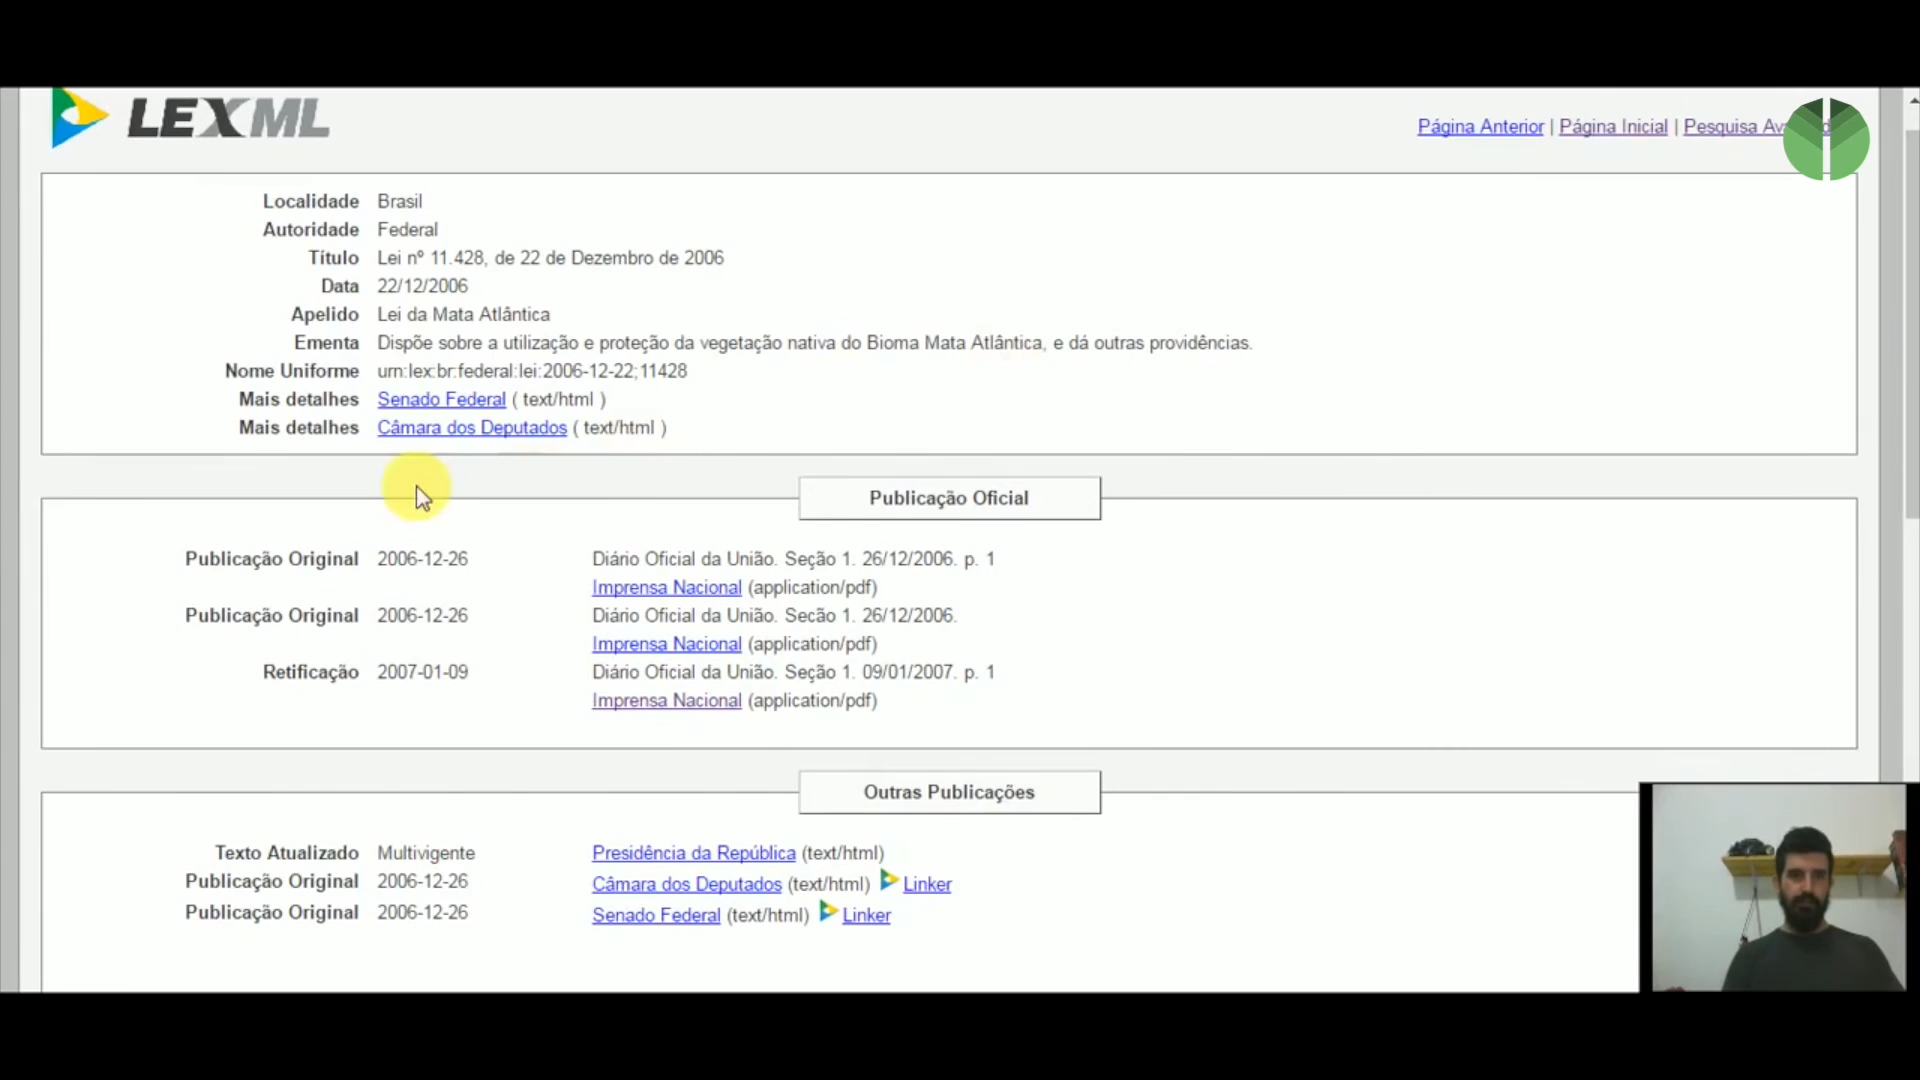 LEXML
Página Anterior | Página Inicial | Pesquisa
Localidade Brasil
Autoridade Federal
Título Lei nº 11.428, de 22 de Dezembro de 2006
Data 22/12/2006
Apelido Lei da Mata Atlântica
Ementa Dispõe sobre a utilização e proteção da vegetação nativa do Bioma Mata Atlântica, e dá outras providências.
Nome Uniforme urn:lex:br:federal:lei:2006-12-22;11428
Mais detalhes Senado Federal ( text/html )
Mais detalhes Câmara dos Deputados ( text/html )
Publicação Oficial
Publicação Original 2006-12-26 Diário Oficial da União. Seção 1. 26/12/2006. p. 1
Imprensa Nacional (application/pdf)
Publicação Original 2006-12-26 Diário Oficial da União. Seção 1. 26/12/2006.
Imprensa Nacional (application/pdf)
Retificação 2007-01-09 Diário Oficial da União. Seção 1. 09/01/2007. p. 1
Imprensa Nacional (application/pdf)
Outras Publicações
Texto Atualizado Multivigente Presidência da República (text/html)
Publicação Original 2006-12-26 Câmara dos Deputados (text/html) Linker
Publicação Original 2006-12-26 Senado Federal (text/html) Linker